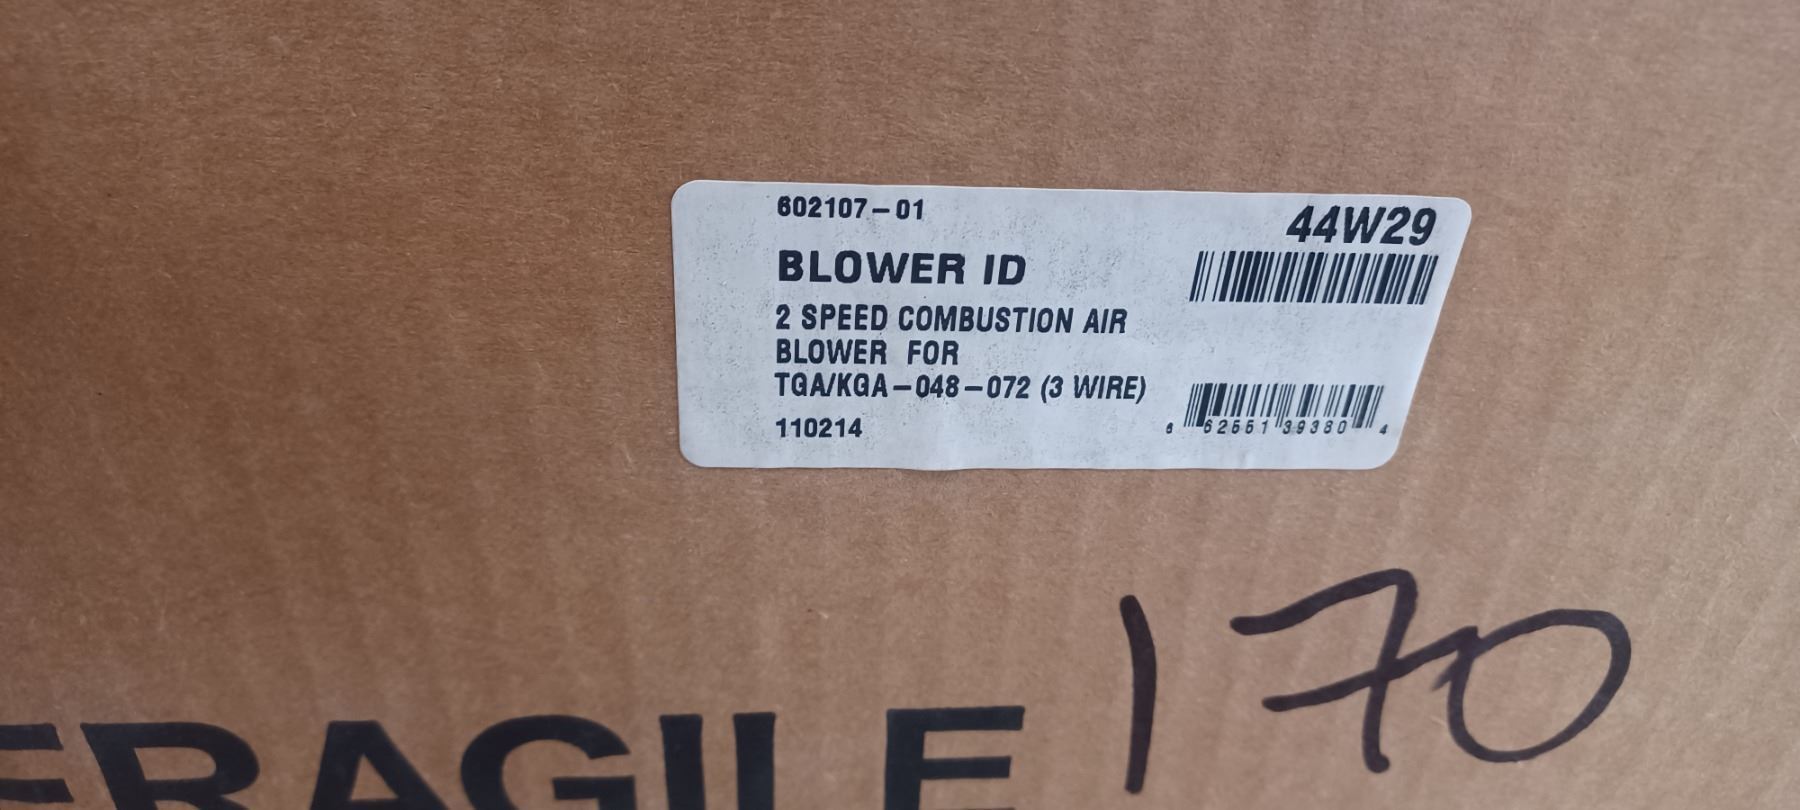 602107-01
44W29
BLOWER ID
2 SPEED COMBUSTION AIR
BLOWER FOR
TGA/KGA-048-072 (3 WIRE)
110214
6 62551 39380 4
170
FRAGILE